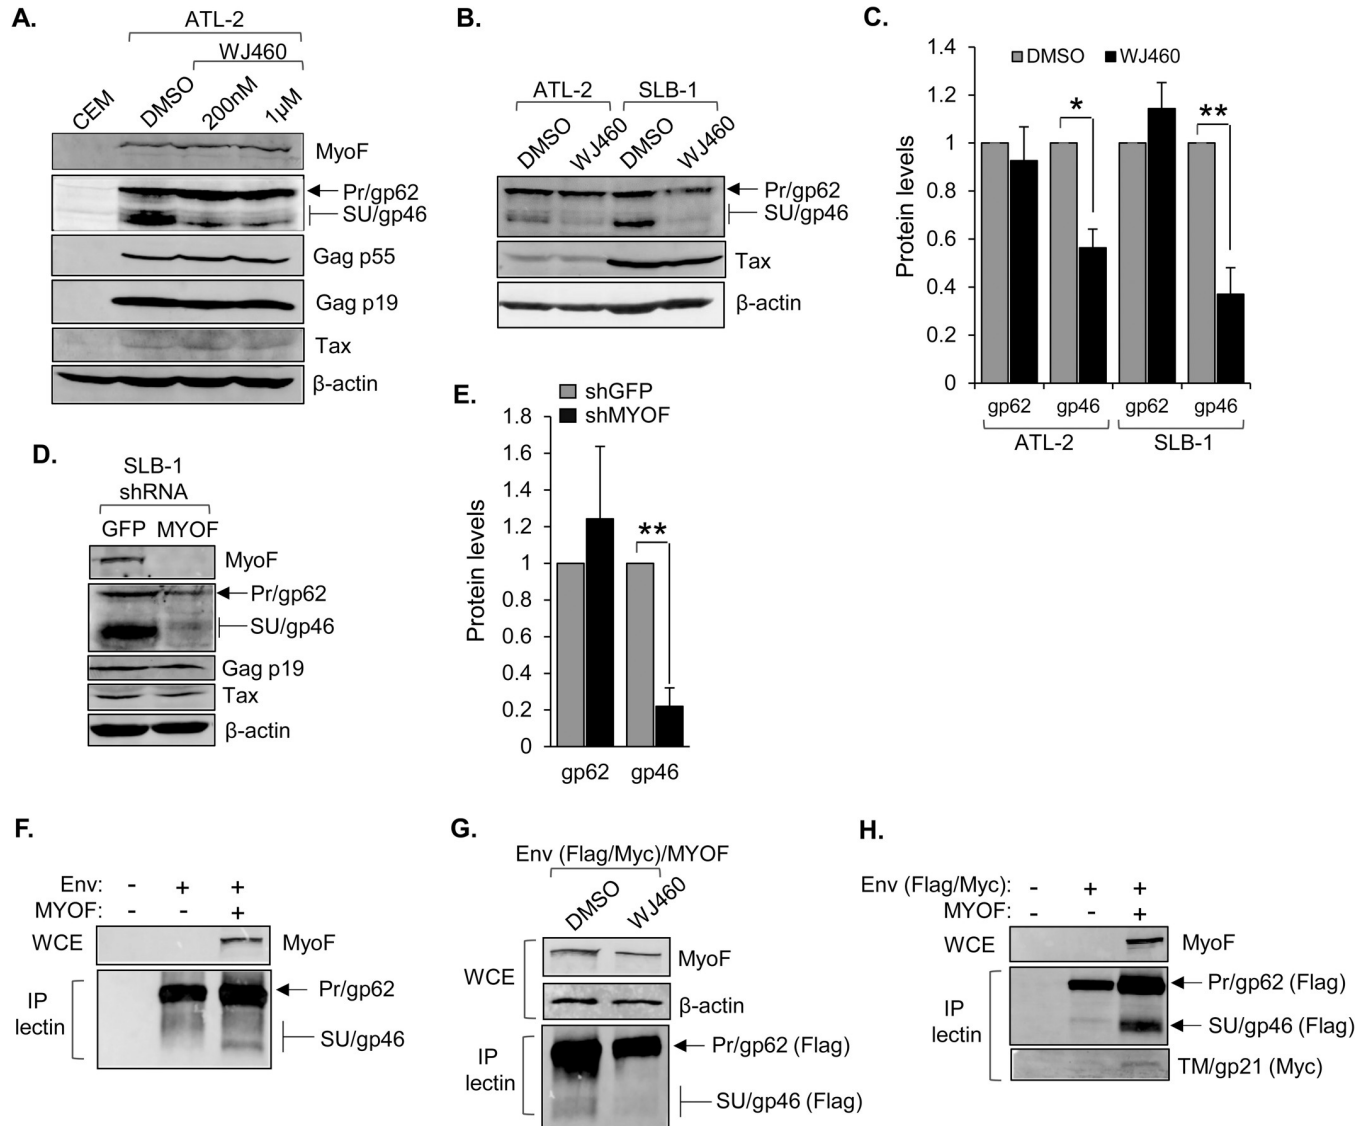 A.
ATL-2
WJ460
CEM
DMSO
200nM
1µM
MyoF
Pr/gp62
SU/gp46
Gag p55
Gag p19
Tax
β-actin
B.
ATL-2 SLB-1
DMSO
WJ460
DMSO
WJ460
Pr/gp62
SU/gp46
Tax
β-actin
C.
DMSO WJ460
Protein levels
1.4
1.2
1
0.8
0.6
0.4
0.2
0
* **
gp62 gp46 gp62 gp46
ATL-2 SLB-1
D.
SLB-1
shRNA
GFP MYOF
MyoF
Pr/gp62
SU/gp46
Gag p19
Tax
β-actin
E.
shGFP
shMYOF
Protein levels
1.8
1.6
1.4
1.2
1
0.8
0.6
0.4
0.2
0
**
gp62 gp46
F.
Env: - + +
MYOF: - - +
WCE MyoF
IP
lectin
Pr/gp62
SU/gp46
G.
Env (Flag/Myc)/MYOF
DMSO
WJ460
WCE
MyoF
β-actin
IP
lectin
Pr/gp62 (Flag)
SU/gp46 (Flag)
H.
Env (Flag/Myc): - + +
MYOF: - - +
WCE MyoF
IP
lectin
Pr/gp62 (Flag)
SU/gp46 (Flag)
TM/gp21 (Myc)